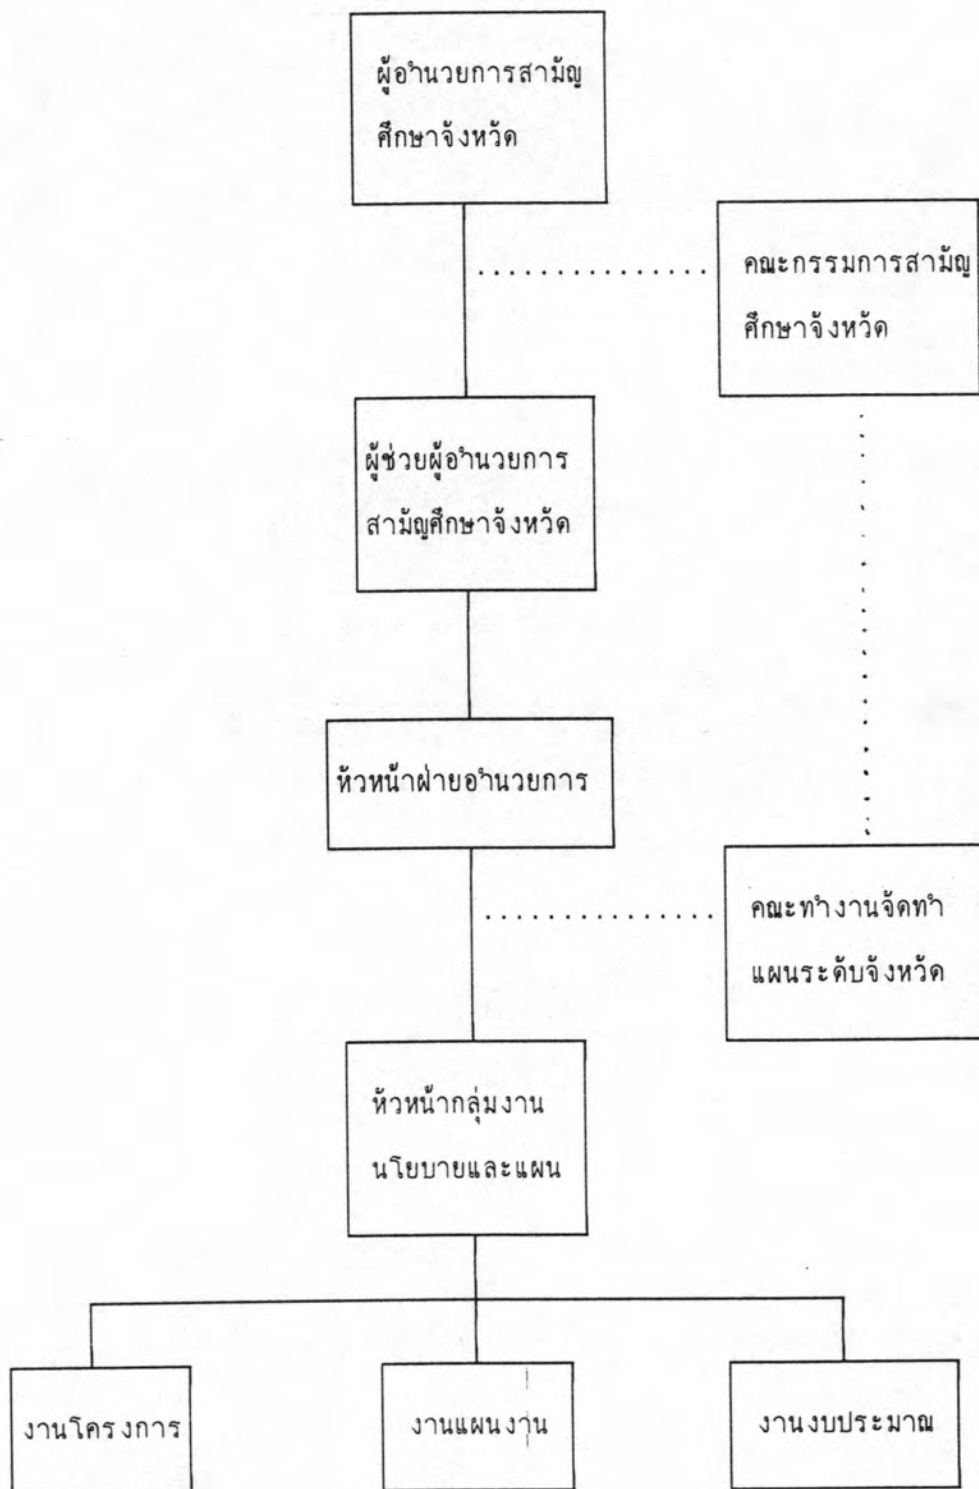 ผู้อำนวยการสามัญ
ศึกษาจังหวัด
คณะกรรมการสามัญ
ศึกษาจังหวัด
ผู้ช่วยผู้อำนวยการ
สามัญศึกษาจังหวัด
หัวหน้าฝ่ายอำนวยการ
คณะทำงานจัดทำ
แผนระดับจังหวัด
หัวหน้ากลุ่มงาน
นโยบายและแผน
งานโครงการ
งานแผนงาน
งานงบประมาณ